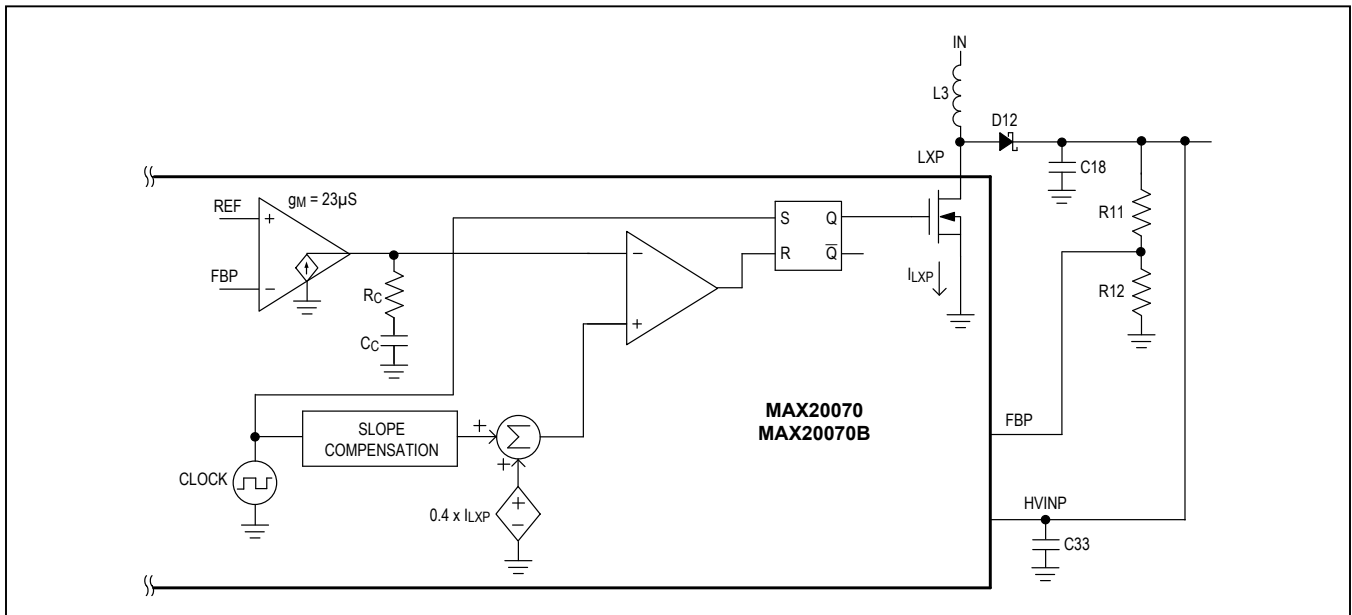 IN
L3
D12
LXP
C18
gM = 23µS
REF
+
S
Q
R11
FBP
−
R
Q̅
ILXP
R12
RC
−
+
CC
MAX20070
MAX20070B
FBP
SLOPE
COMPENSATION
+
Σ
+
CLOCK
HVINP
0.4 x ILXP
+
−
C33